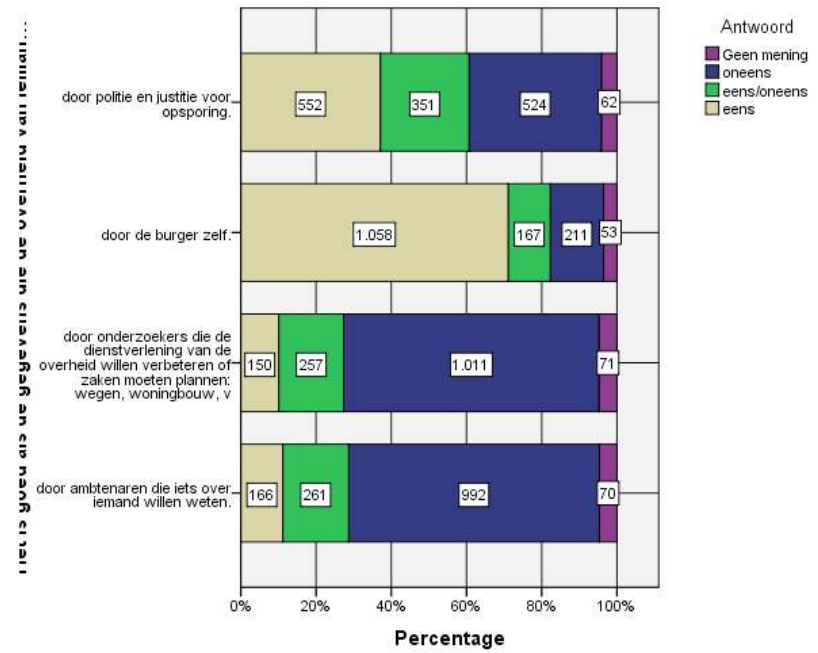 Antwoord
Geen mening
oneens
eens/oneens
eens
door politie en justitie voor
opsporing.
552
351
524
62
door de burger zelf.
1.058
167
211
53
door onderzoekers die de
dienstverlening van de
overheid willen verbeteren of
zaken moeten plannen:
wegen, woningbouw, v
150
257
1.011
71
door ambtenaren die iets over
iemand willen weten.
166
261
992
70
0%
20%
40%
60%
80%
100%
Percentage